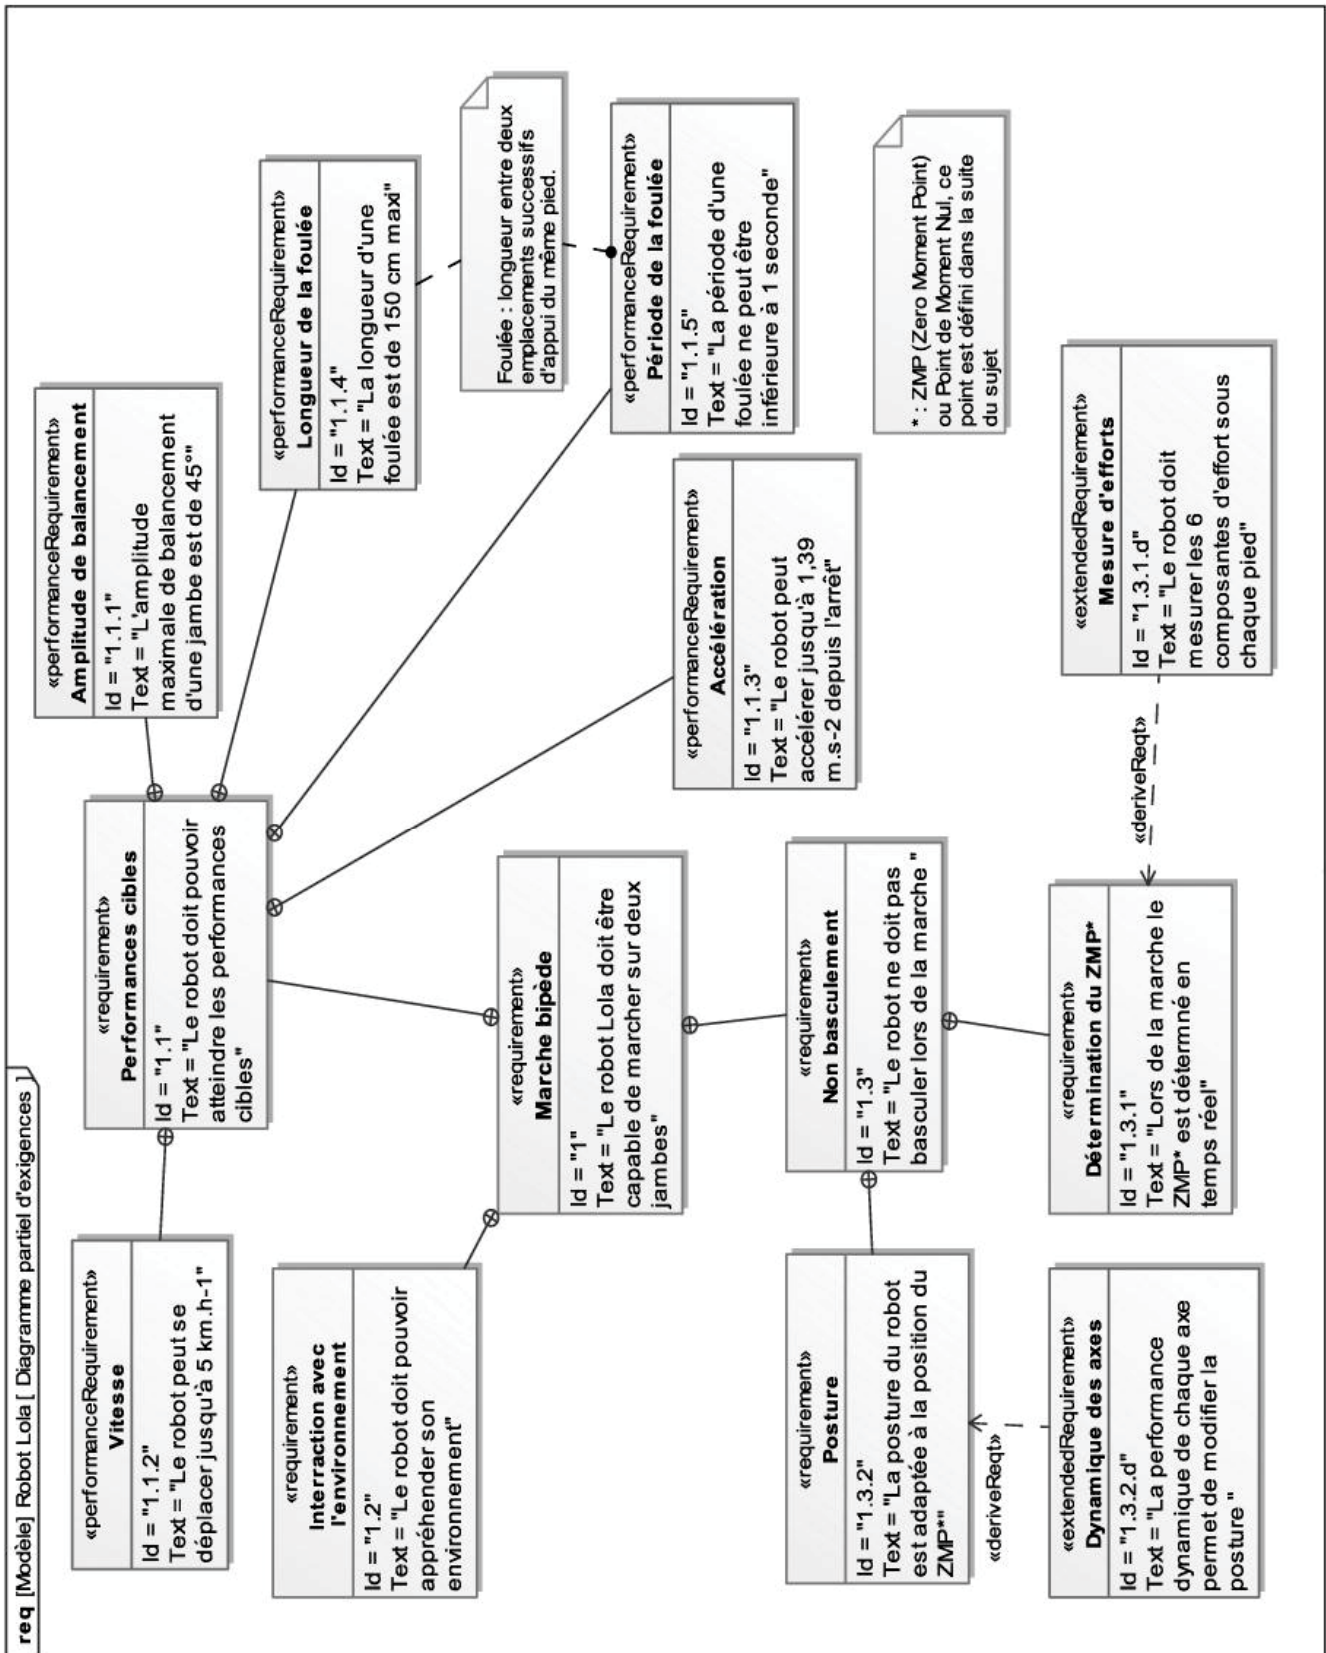 req [Modèle] Robot Lola [ Diagramme partiel d'exigences ]
«performanceRequirement»
Vitesse
Id = "1.1.2"
Text = "Le robot peut se
déplacer jusqu'à 5 km.h-1"
«requirement»
Performances cibles
Id = "1.1"
Text = "Le robot doit pouvoir
atteindre les performances
cibles"
«performanceRequirement»
Amplitude de balancement
Id = "1.1.1"
Text = "L'amplitude
maximale de balancement
d'une jambe est de 45°"
«performanceRequirement»
Longueur de la foulée
Id = "1.1.4"
Text = "La longueur d'une
foulée est de 150 cm maxi"
Foulée : longueur entre deux
emplacements successifs
d'appui du même pied.
«performanceRequirement»
Période de la foulée
Id = "1.1.5"
Text = "La période d'une
foulée ne peut être
inférieure à 1 seconde"
«requirement»
Interraction avec
l'environnement
Id = "1.2"
Text = "Le robot doit pouvoir
appréhender son
environnement"
«requirement»
Marche bipède
Id = "1"
Text = "Le robot Lola doit être
capable de marcher sur deux
jambes"
«performanceRequirement»
Accélération
Id = "1.1.3"
Text = "Le robot peut
accélérer jusqu'à 1,39
m.s-2 depuis l'arrêt"
* : ZMP (Zero Moment Point)
ou Point de Moment Nul, ce
point est défini dans la suite
du sujet
«requirement»
Posture
Id = "1.3.2"
Text = "La posture du robot
est adaptée à la position du
ZMP*"
«requirement»
Non basculement
Id = "1.3"
Text = "Le robot ne doit pas
basculer lors de la marche "
«deriveReqt»
«extendedRequirement»
Dynamique des axes
Id = "1.3.2.d"
Text = "La performance
dynamique de chaque axe
permet de modifier la
posture "
«requirement»
Détermination du ZMP*
Id = "1.3.1"
Text = "Lors de la marche le
ZMP* est détermné en
temps réel"
«deriveReqt»
«extendedRequirement»
Mesure d'efforts
Id = "1.3.1.d"
Text = "Le robot doit
mesurer les 6
composantes d'effort sous
chaque pied"